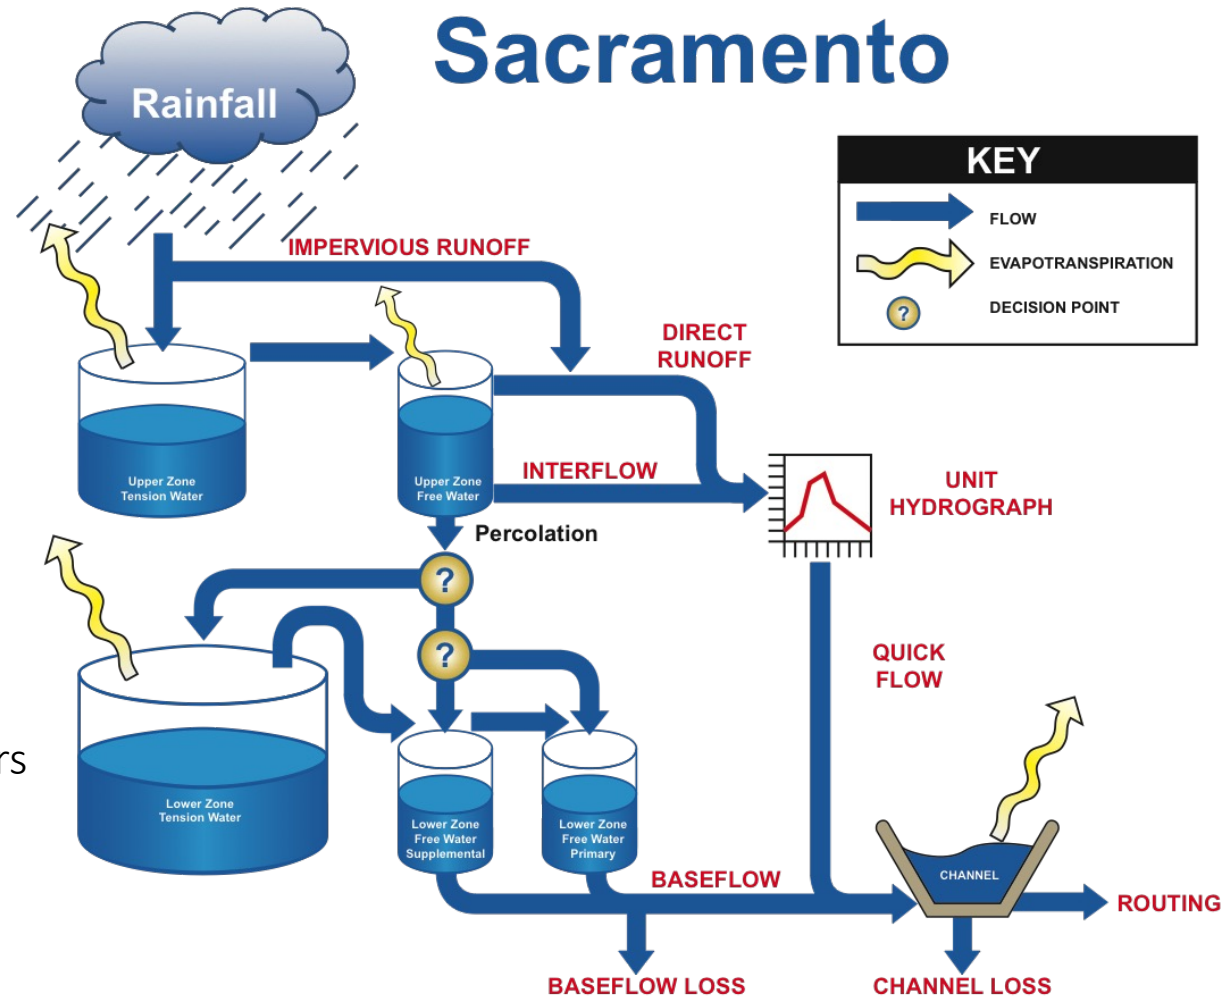 Sacramento
Rainfall
KEY
FLOW
EVAPOTRANSPIRATION
? DECISION POINT
IMPERVIOUS RUNOFF
DIRECT
RUNOFF
Upper Zone
Tension Water
Upper Zone
Free Water
INTERFLOW
UNIT
HYDROGRAPH
Percolation
?
?
QUICK
FLOW
rs
Lower Zone
Tension Water
Lower Zone
Free Water
Supplemental
Lower Zone
Free Water
Primary
BASEFLOW
CHANNEL
ROUTING
BASEFLOW LOSS
CHANNEL LOSS